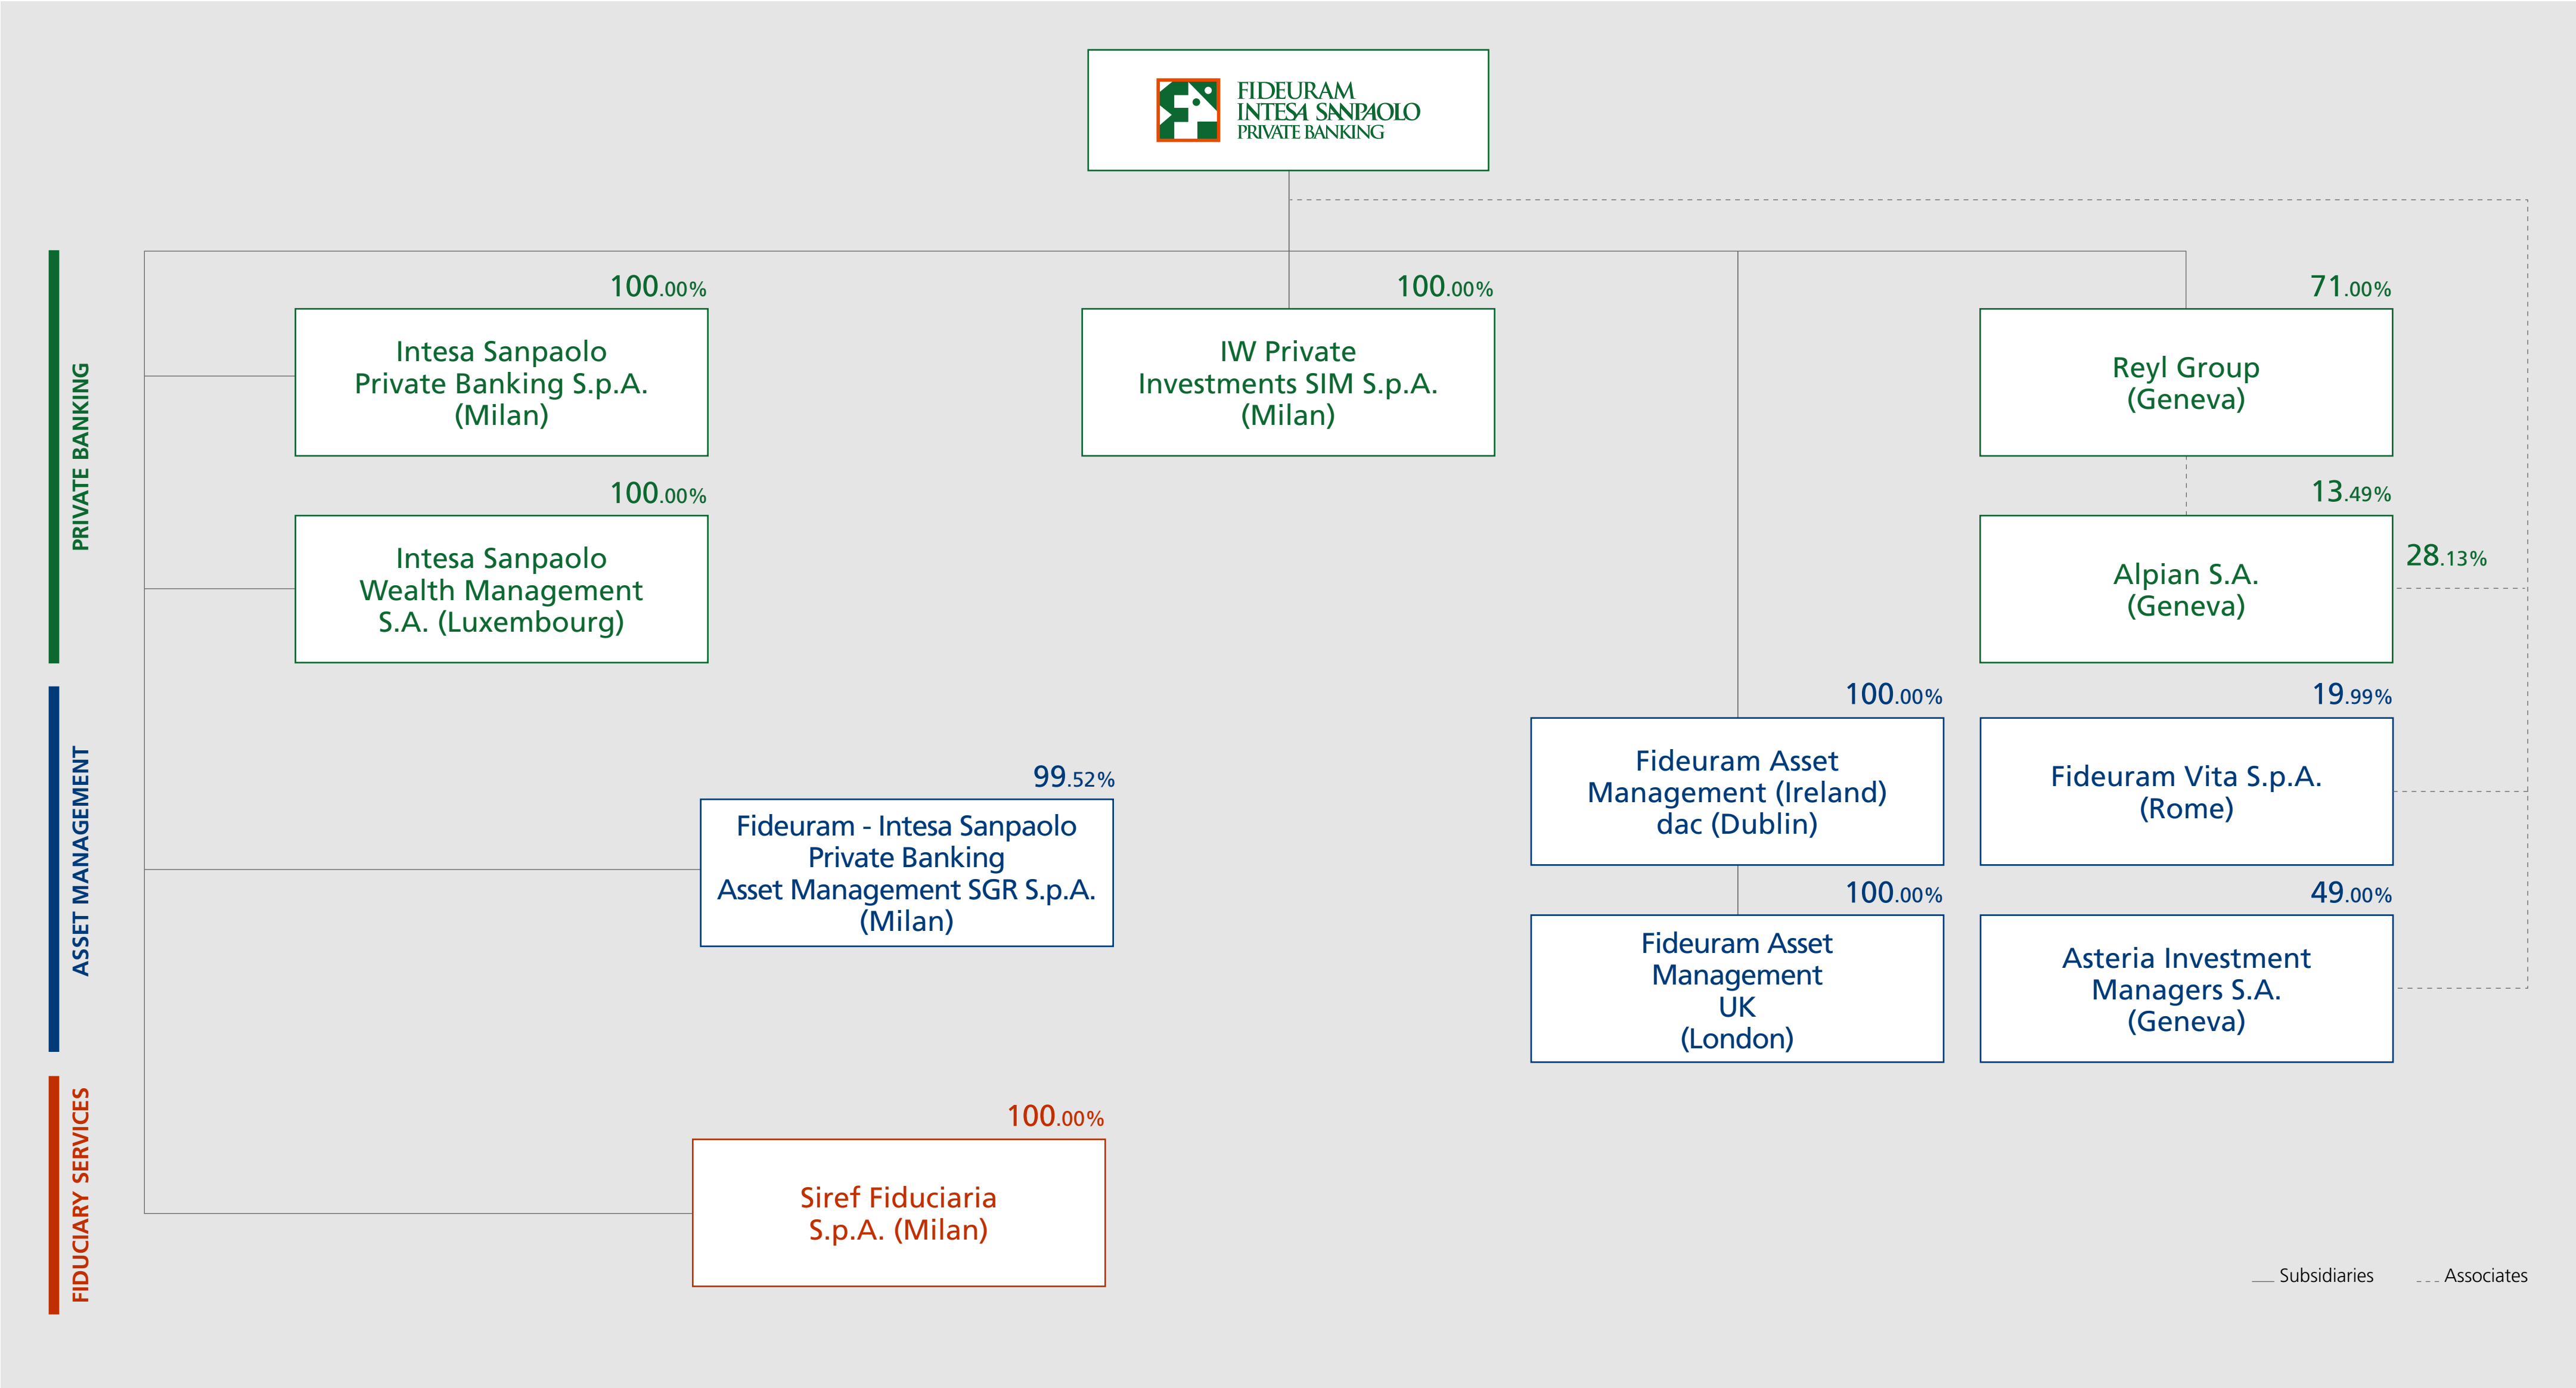 FIDEURAM
INTESA SANPAOLO
PRIVATE BANKING
PRIVATE BANKING
100.00%
Intesa Sanpaolo
Private Banking S.p.A.
(Milan)
100.00%
IW Private
Investments SIM S.p.A.
(Milan)
71.00%
Reyl Group
(Geneva)
100.00%
Intesa Sanpaolo
Wealth Management
S.A. (Luxembourg)
13.49%
28.13%
Alpian S.A.
(Geneva)
ASSET MANAGEMENT
99.52%
Fideuram - Intesa Sanpaolo
Private Banking
Asset Management SGR S.p.A.
(Milan)
100.00%
Fideuram Asset
Management (Ireland)
dac (Dublin)
19.99%
Fideuram Vita S.p.A.
(Rome)
100.00%
Fideuram Asset
Management
UK
(London)
49.00%
Asteria Investment
Managers S.A.
(Geneva)
FIDUCIARY SERVICES
100.00%
Siref Fiduciaria
S.p.A. (Milan)
Subsidiaries
Associates